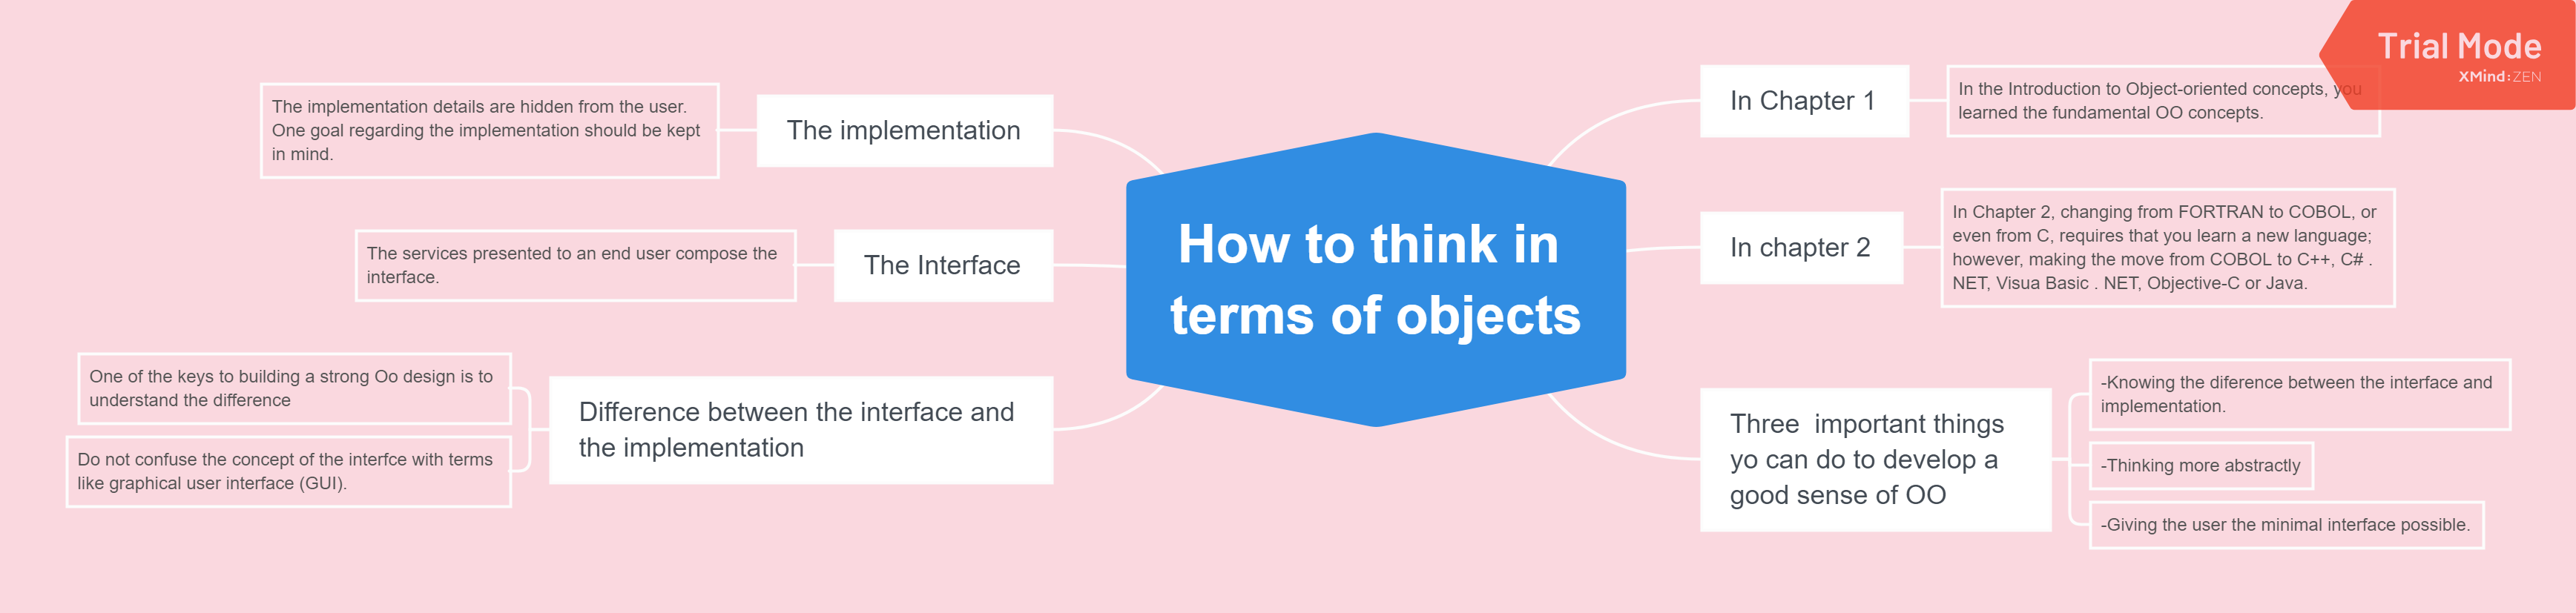 How to think in
terms of objects
In Chapter 1
In the Introduction to Object-oriented concepts, you
learned the fundamental OO concepts.
In chapter 2
In Chapter 2, changing from FORTRAN to COBOL, or
even from C, requires that you learn a new language;
however, making the move from COBOL to C++, C# .
NET, Visua Basic . NET, Objective-C or Java.
Three  important things
yo can do to develop a
good sense of OO
-Knowing the diference between the interface and
implementation.
-Thinking more abstractly
-Giving the user the minimal interface possible.
The implementation
The implementation details are hidden from the user.
One goal regarding the implementation should be kept
in mind.
The Interface
The services presented to an end user compose the
interface.
Difference between the interface and
the implementation
One of the keys to building a strong Oo design is to
understand the difference
Do not confuse the concept of the interfce with terms
like graphical user interface (GUI).
Trial Mode
XMind:ZEN